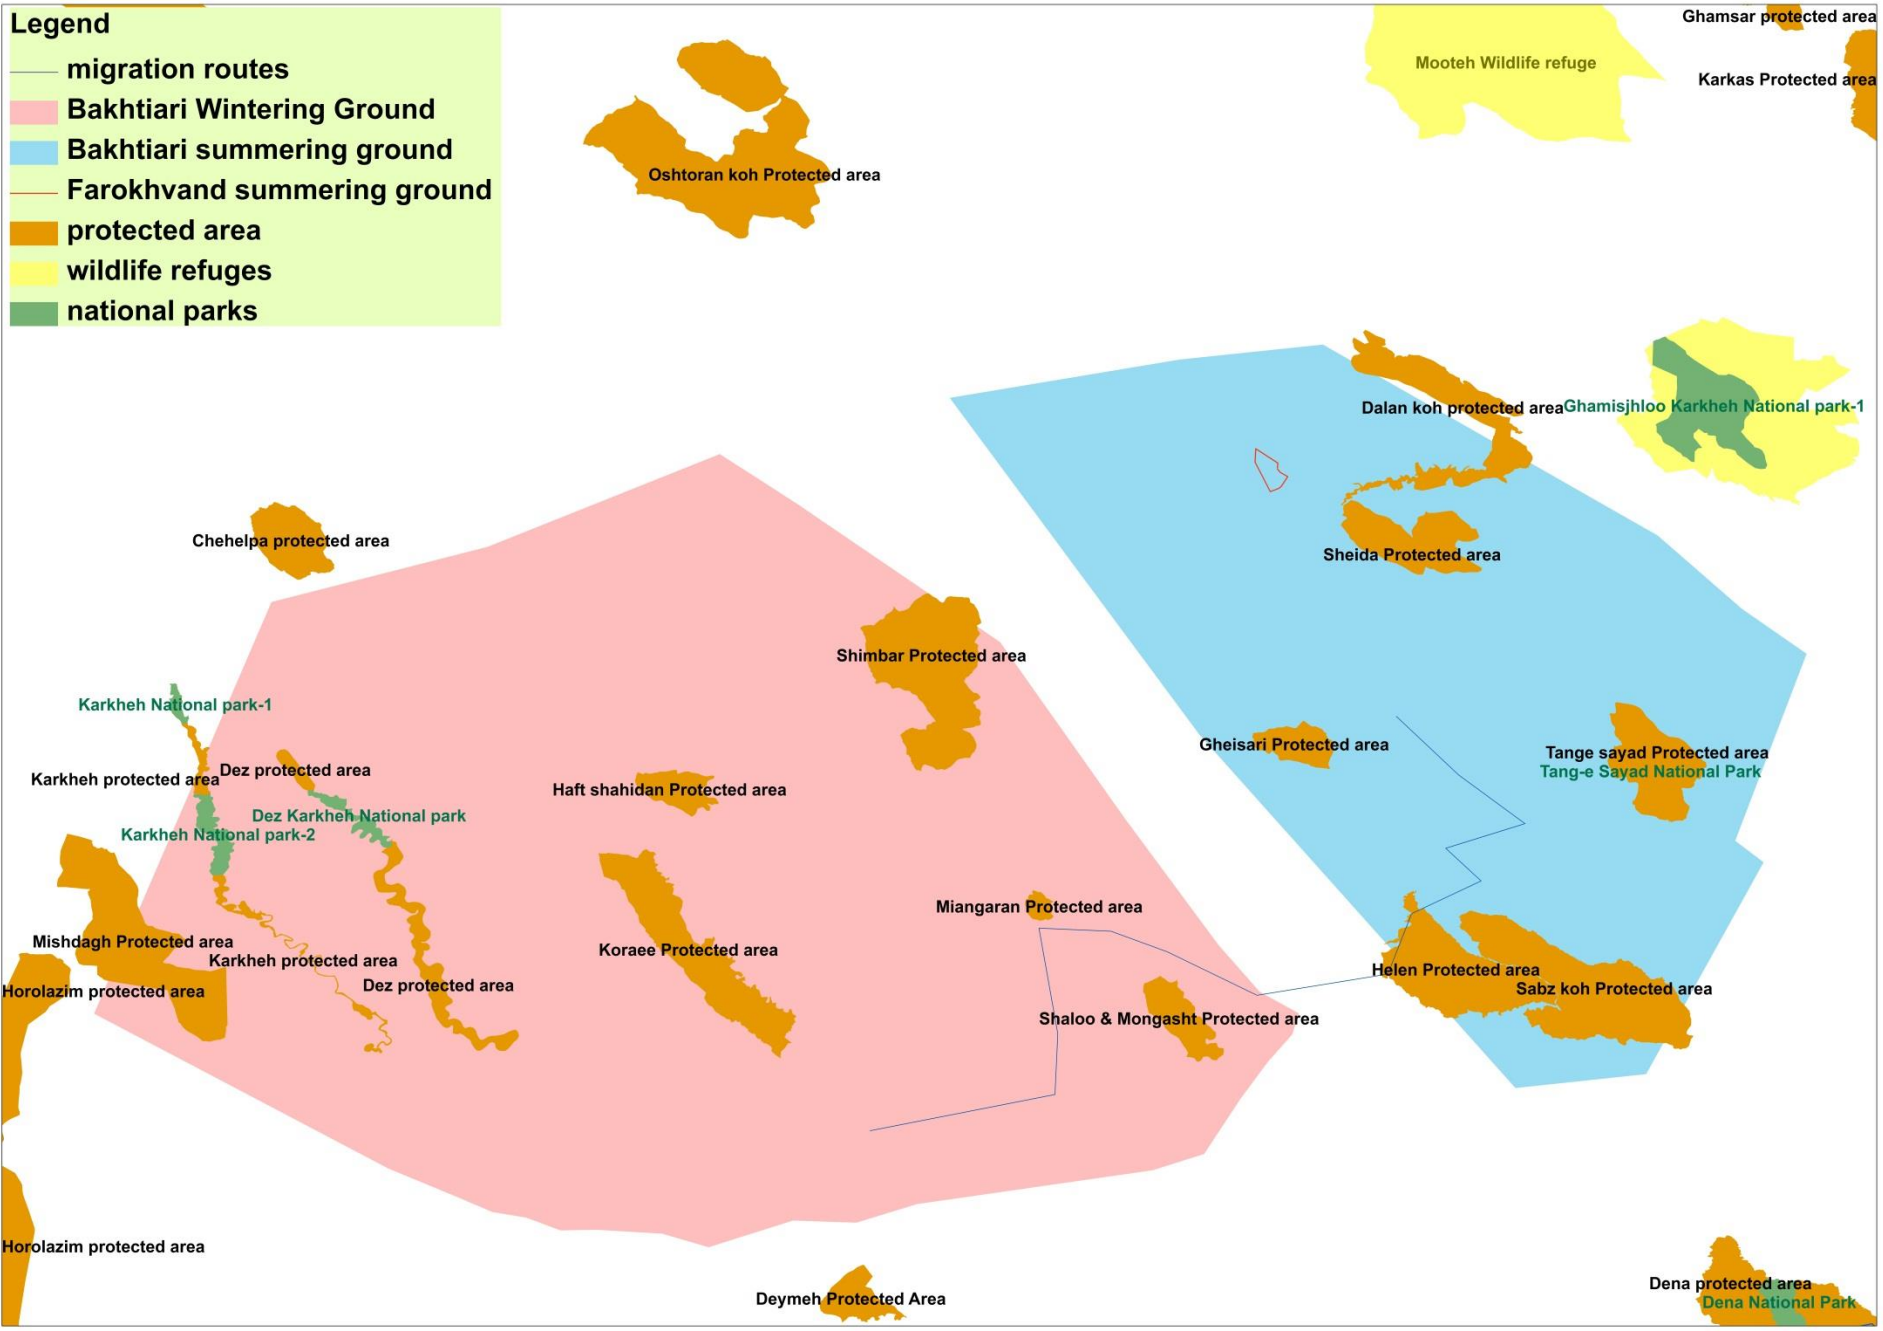 Legend
migration routes
Bakhtiari Wintering Ground
Bakhtiari summering ground
Farokhvand summering ground
protected area
wildlife refuges
national parks
Ghamsar protected area
Mooteh Wildlife refuge
Karkas Protected area
Oshtoran koh Protected area
Dalan koh protected area
Ghamisjhloo Karkheh National park-1
Chehelpa protected area
Sheida Protected area
Shimbar Protected area
Karkheh National park-1
Gheisari Protected area
Tange sayad Protected area
Tang-e Sayad National Park
Karkheh protected area
Dez protected area
Haft shahidan Protected area
Dez Karkheh National park
Karkheh National park-2
Miangaran Protected area
Mishdagh Protected area
Koraee Protected area
Karkheh protected area
Helen Protected area
Dez protected area
Sabz koh Protected area
Horolazim protected area
Shaloo & Mongasht Protected area
Horolazim protected area
Dena protected area
Deymeh Protected Area
Dena National Park